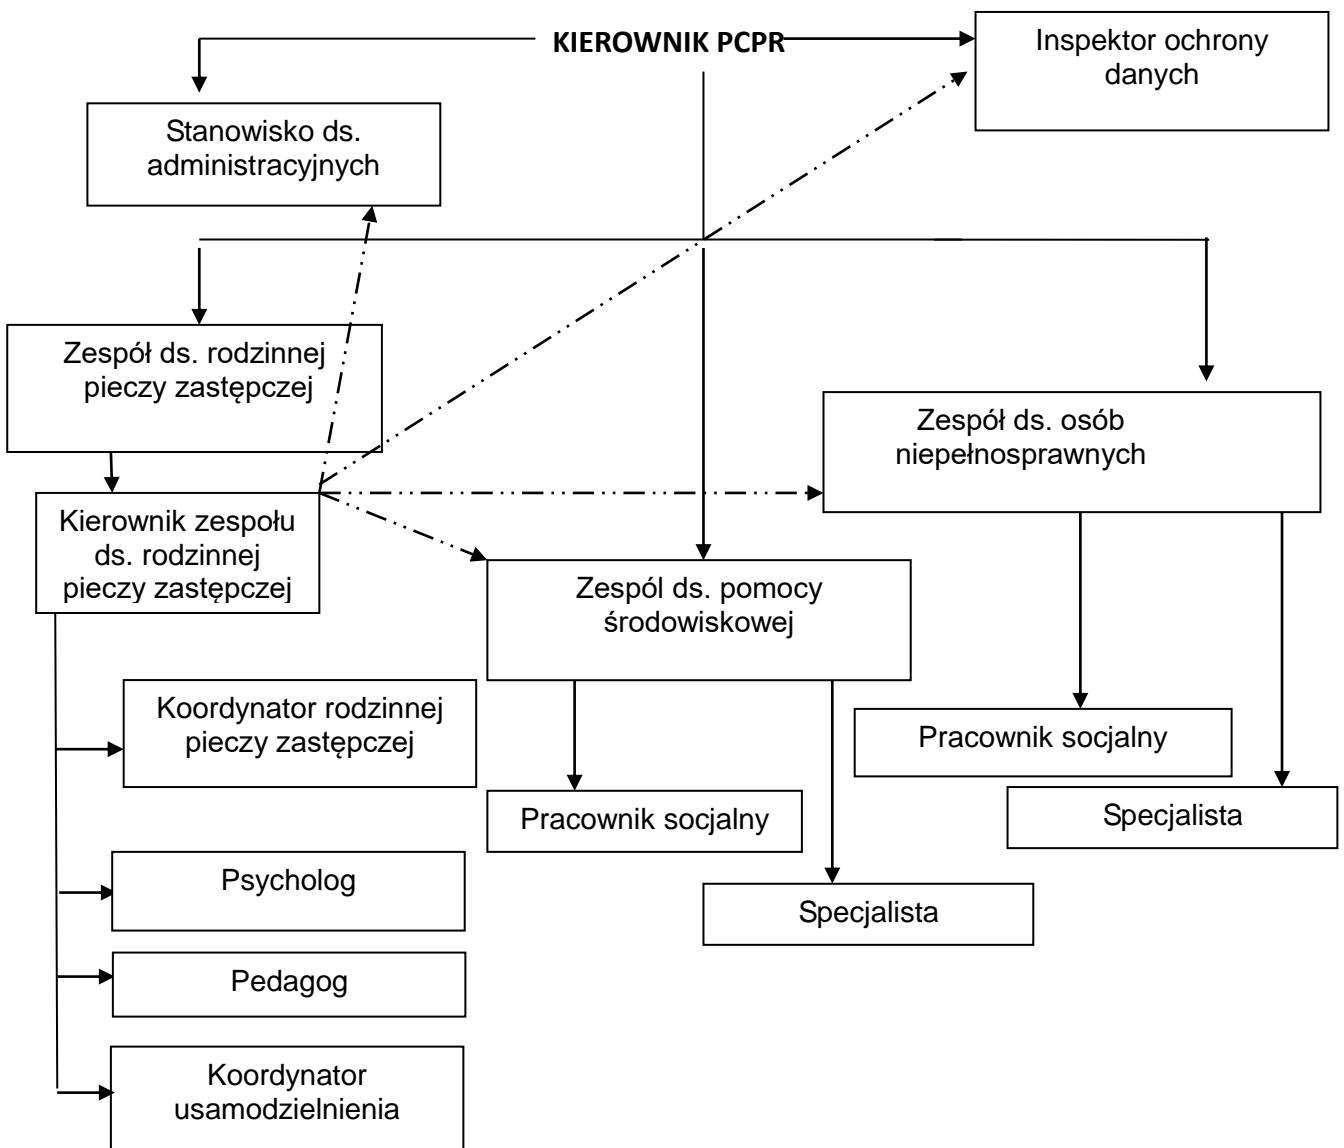 KIEROWNIK PCPR
Inspektor ochrony
danych
Stanowisko ds.
administracyjnych
Zespół ds. rodzinnej
pieczy zastępczej
Zespół ds. osób
niepełnosprawnych
Kierownik zespołu
ds. rodzinnej
pieczy zastępczej
Zespól ds. pomocy
środowiskowej
Koordynator rodzinnej
pieczy zastępczej
Pracownik socjalny
Pracownik socjalny
Specjalista
Psycholog
Specjalista
Pedagog
Koordynator
usamodzielnienia